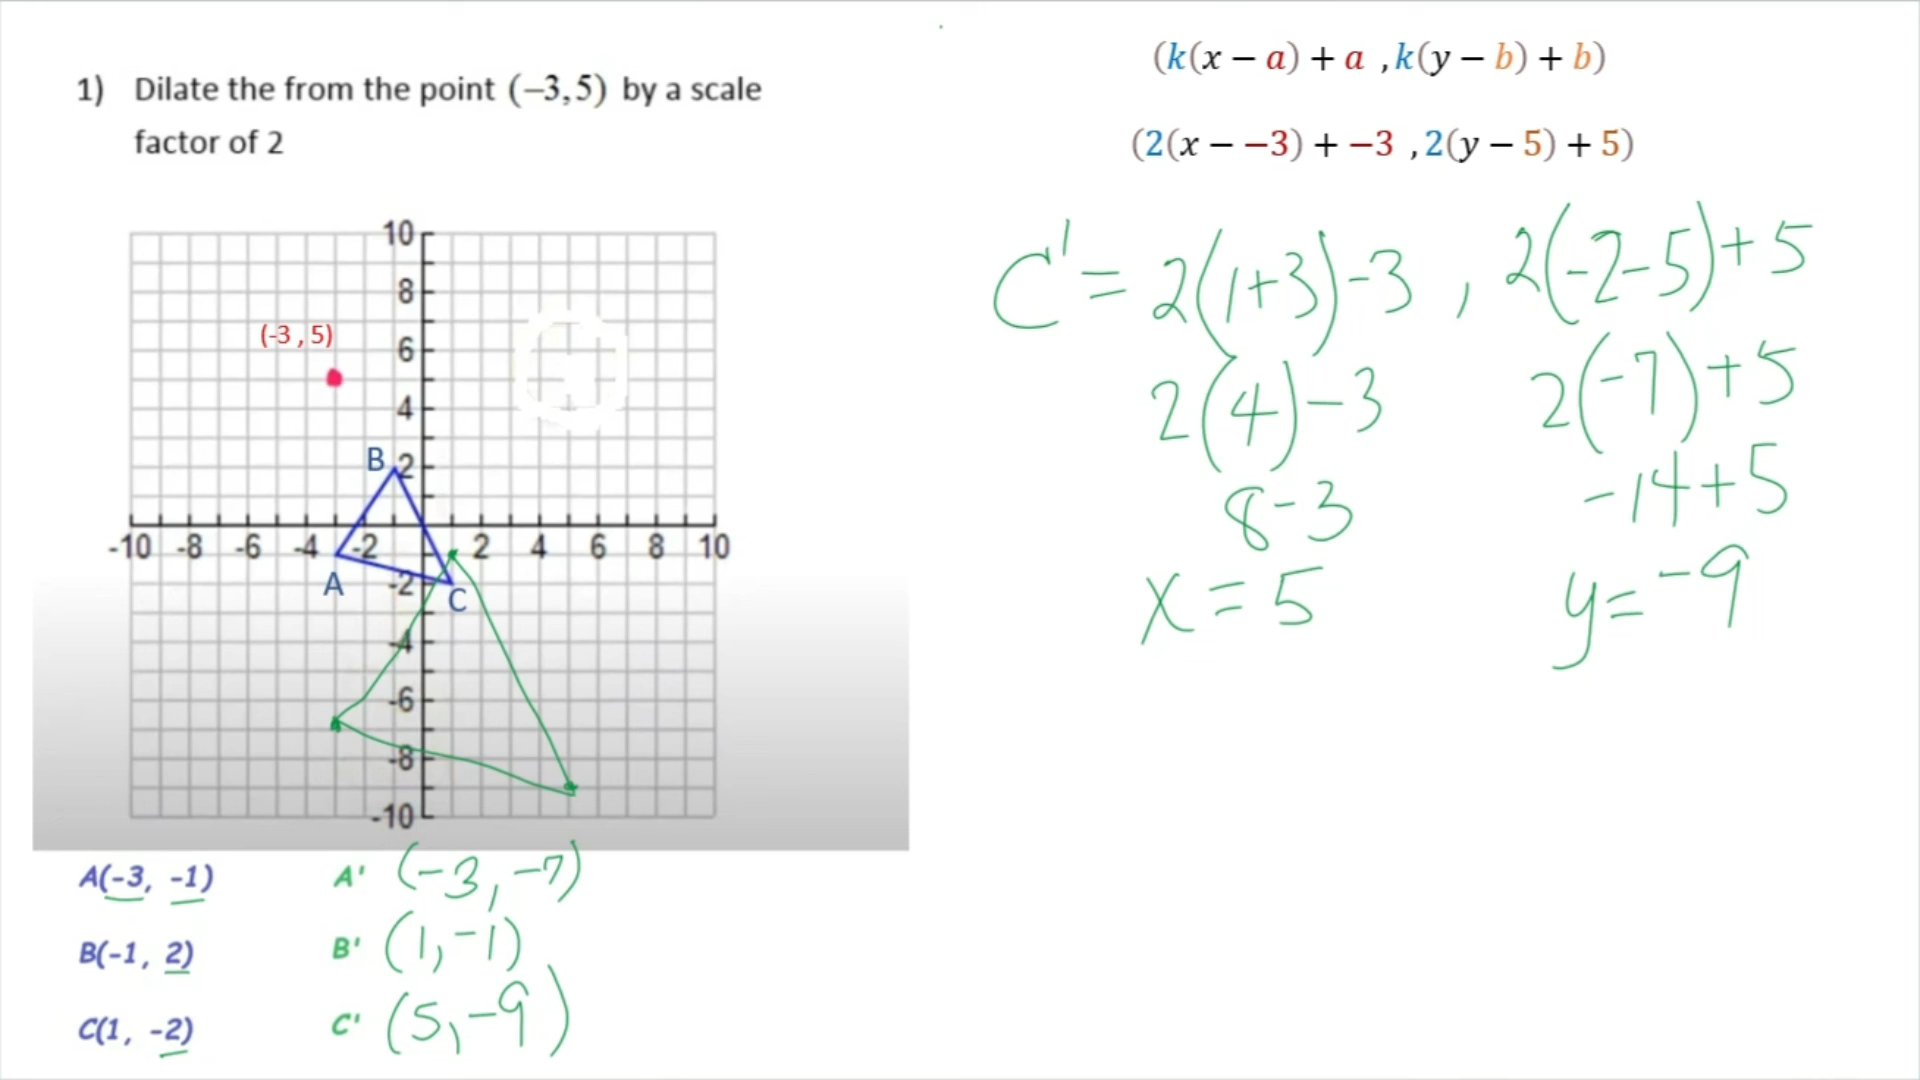 1) Dilate the from the point (−3,5) by a scale
factor of 2
(k(x − a) + a ,k(y − b) + b)
(2(x − −3) + −3 ,2(y − 5) + 5)
C' = 2(1+3)-3 , 2(-2-5)+5
2(4)-3 2(-7)+5
8-3 -14+5
x = 5 y = -9
10
8
(-3 , 5)
6
4
B 2
-10 -8 -6 -4 -2 2 4 6 8 10
A -2 C
-4
-6
-8
-10
A(-3, -1) A' (-3, -7)
B(-1, 2) B' (1, -1)
C(1, -2) C' (5, -9)